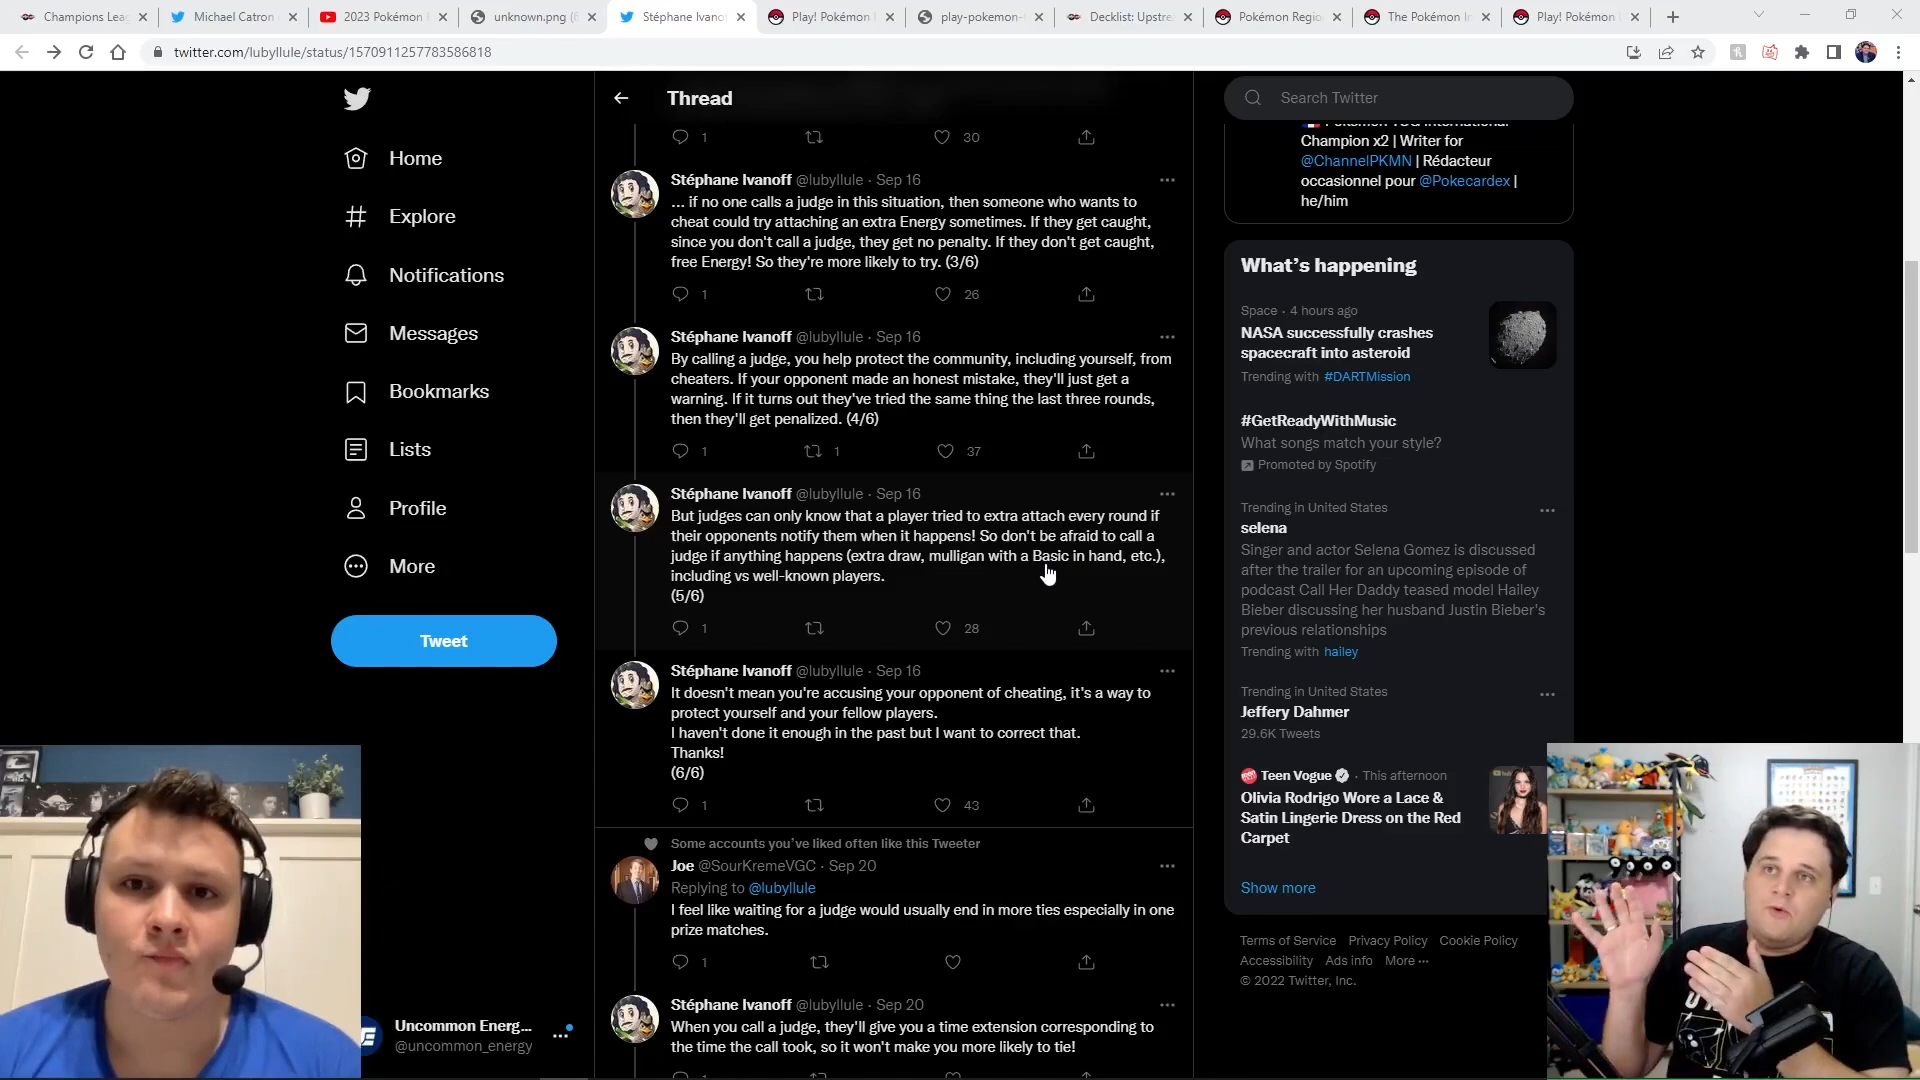 Champions Lea
Michael Catron
2023 Pokémon
unknown.png (6
Stéphane Ivano
Play! Pokémon
play-pokemon-
Decklist: Upstre
Pokémon Regio
The Pokémon In
Play! Pokémon
twitter.com/lubyllule/status/1570911257783586818
Home
Explore
Notifications
Messages
Bookmarks
Lists
Profile
More
Tweet
Uncommon Energ...
@uncommon_energy
Thread
1 30
Stéphane Ivanoff @lubyllule · Sep 16
... if no one calls a judge in this situation, then someone who wants to
cheat could try attaching an extra Energy sometimes. If they get caught,
since you don't call a judge, they get no penalty. If they don't get caught,
free Energy! So they're more likely to try. (3/6)
1 26
Stéphane Ivanoff @lubyllule · Sep 16
By calling a judge, you help protect the community, including yourself, from
cheaters. If your opponent made an honest mistake, they'll just get a
warning. If it turns out they've tried the same thing the last three rounds,
then they'll get penalized. (4/6)
1 1 37
Stéphane Ivanoff @lubyllule · Sep 16
But judges can only know that a player tried to extra attach every round if
their opponents notify them when it happens! So don't be afraid to call a
judge if anything happens (extra draw, mulligan with a Basic in hand, etc.),
including vs well-known players.
(5/6)
1 28
Stéphane Ivanoff @lubyllule · Sep 16
It doesn't mean you're accusing your opponent of cheating, it's a way to
protect yourself and your fellow players.
I haven't done it enough in the past but I want to correct that.
Thanks!
(6/6)
1 43
Some accounts you've liked often like this Tweeter
Joe @SourKremeVGC · Sep 20
Replying to @lubyllule
I feel like waiting for a judge would usually end in more ties especially in one
prize matches.
1
Stéphane Ivanoff @lubyllule · Sep 20
When you call a judge, they'll give you a time extension corresponding to
the time the call took, so it won't make you more likely to tie!
Search Twitter
Pokémon TCG International
Champion x2 | Writer for
@ChannelPKMN | Rédacteur
occasionnel pour @Pokecardex |
he/him
What's happening
Space · 4 hours ago
NASA successfully crashes
spacecraft into asteroid
Trending with #DARTMission
#GetReadyWithMusic
What songs match your style?
Promoted by Spotify
Trending in United States
selena
Singer and actor Selena Gomez is discussed
after the trailer for an upcoming episode of
podcast Call Her Daddy teased model Hailey
Bieber discussing her husband Justin Bieber's
previous relationships
Trending with hailey
Trending in United States
Jeffery Dahmer
29.6K Tweets
Teen Vogue · This afternoon
Olivia Rodrigo Wore a Lace &
Satin Lingerie Dress on the Red
Carpet
Show more
Terms of Service Privacy Policy Cookie Policy
Accessibility Ads info More ···
© 2022 Twitter, Inc.